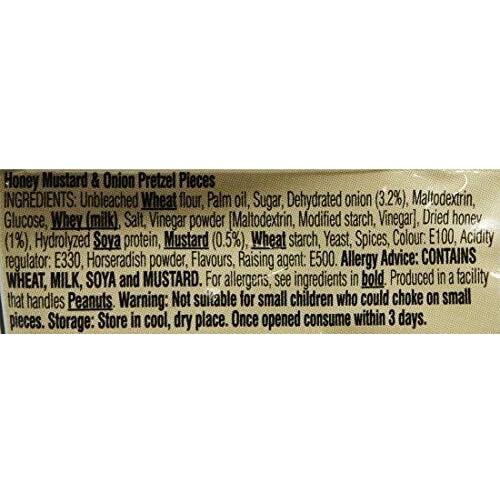 Honey Mustard & Onion Pretzel Pieces
INGREDIENTS: Unbleached Wheat flour, Palm oil, Sugar, Dehydrated onion (3.2%), Maltodextrin,
Glucose, Whey (milk), Salt, Vinegar powder [Maltodextrin, Modified starch, Vinegar], Dried honey
(1%), Hydrolyzed Soya protein, Mustard (0.5%), Wheat starch, Yeast, Spices, Colour: E100, Acidity
regulator: E330, Horseradish powder, Flavours, Raising agent: E500. Allergy Advice: CONTAINS
WHEAT, MILK, SOYA and MUSTARD. For allergens, see ingredients in bold. Produced in a facility
that handles Peanuts. Warning: Not suitable for small children who could choke on small
pieces. Storage: Store in cool, dry place. Once opened consume within 3 days.